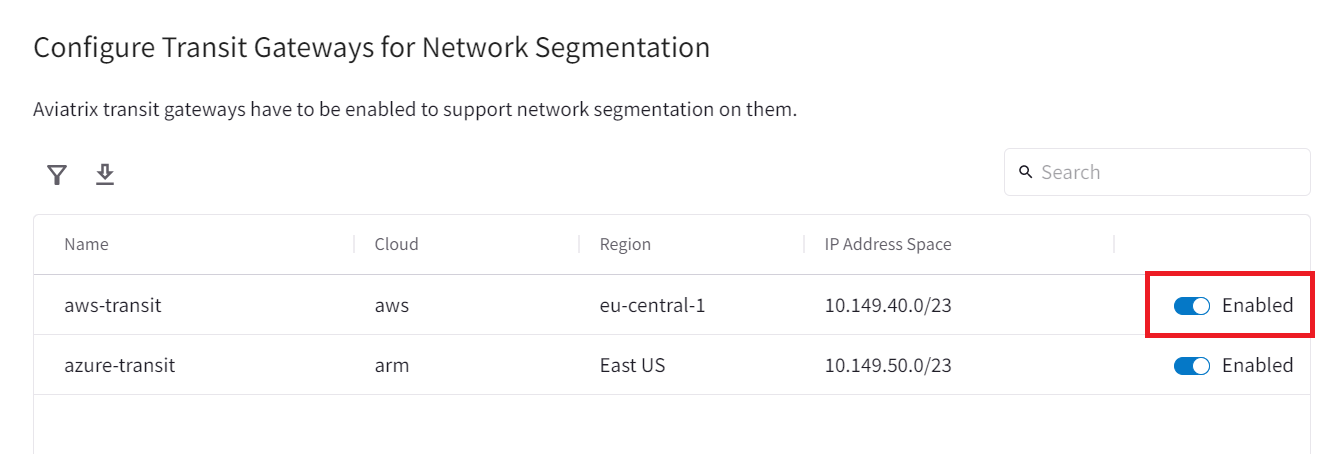 Configure Transit Gateways for Network Segmentation
Aviatrix transit gateways have to be enabled to support network segmentation on them.
Search
Name Cloud Region IP Address Space
aws-transit aws eu-central-1 10.149.40.0/23 Enabled
azure-transit arm East US 10.149.50.0/23 Enabled